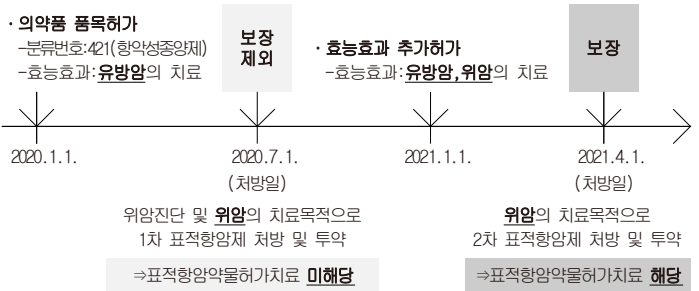 · 의약품 품목허가
-분류번호:421(항악성종양제)
-효능효과:유방암의 치료
보장
제외
· 효능효과 추가허가
-효능효과:유방암,위암의 치료
보장
2020.1.1.
2020.7.1.
(처방일)
2021.1.1.
2021.4.1.
(처방일)
위암진단 및 위암의 치료목적으로
1차 표적항암제 처방 및 투약
⇒표적항암약물허가치료 미해당
위암의 치료목적으로
2차 표적항암제 처방 및 투약
⇒표적항암약물허가치료 해당